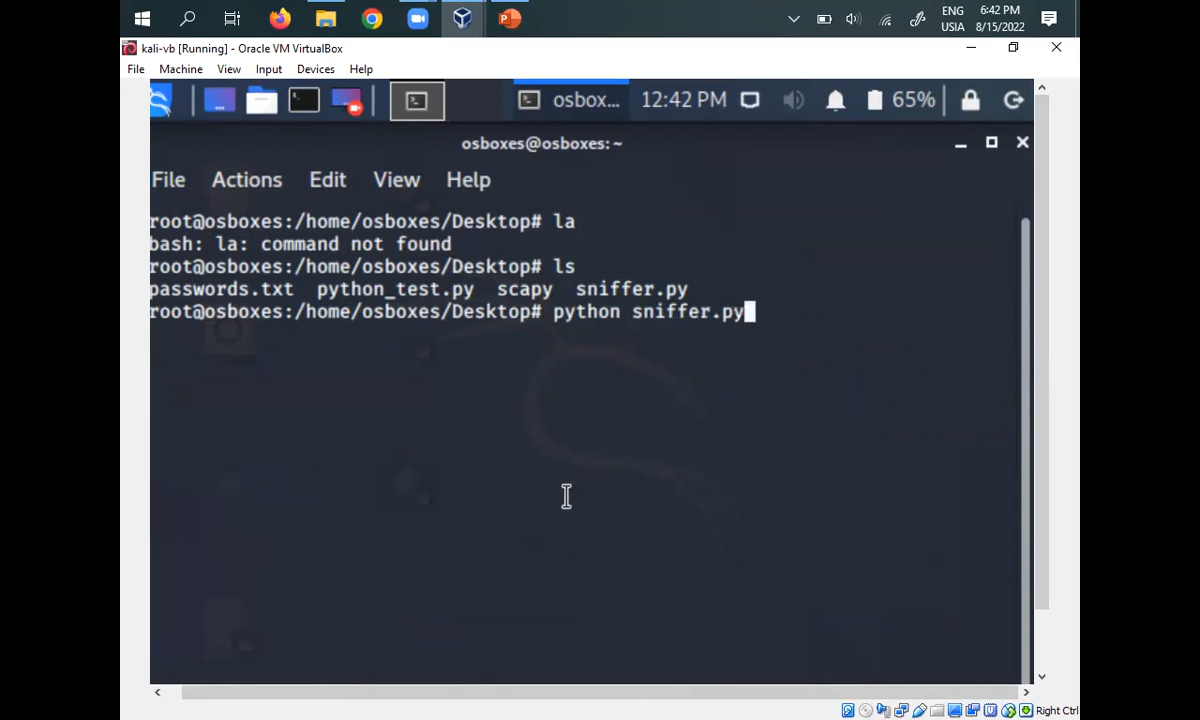 ENG 6:42 PM
USIA 8/15/2022
kali-vb [Running] - Oracle VM VirtualBox
File Machine View Input Devices Help
osbox... 12:42 PM 65%
osboxes@osboxes: ~
File Actions Edit View Help
root@osboxes:/home/osboxes/Desktop# la
bash: la: command not found
root@osboxes:/home/osboxes/Desktop# ls
passwords.txt python_test.py scapy sniffer.py
root@osboxes:/home/osboxes/Desktop# python sniffer.py
Right Ctrl